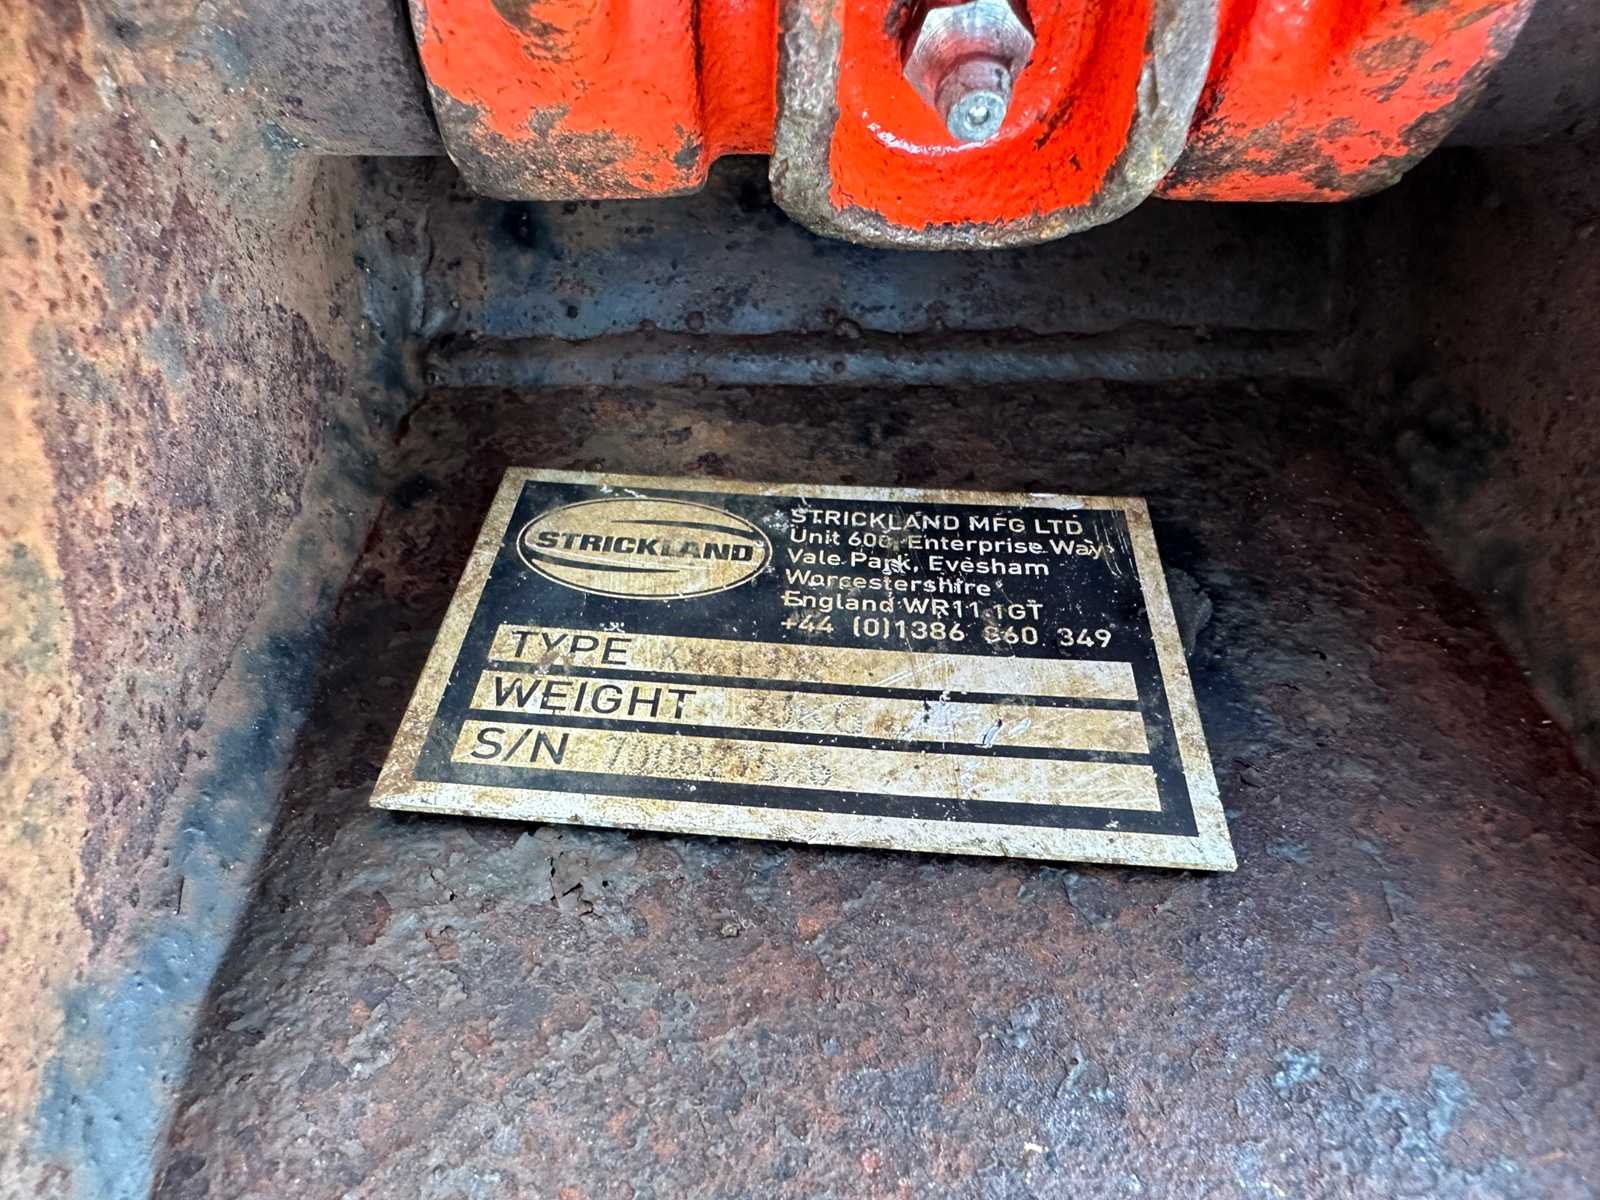 STRICKLAND
STRICKLAND MFG LTD
Unit 600, Enterprise Way
Vale Park, Evesham
Worcestershire
England WR11 1GT
+44 (0)1386 860 349
TYPE
WEIGHT
S/N